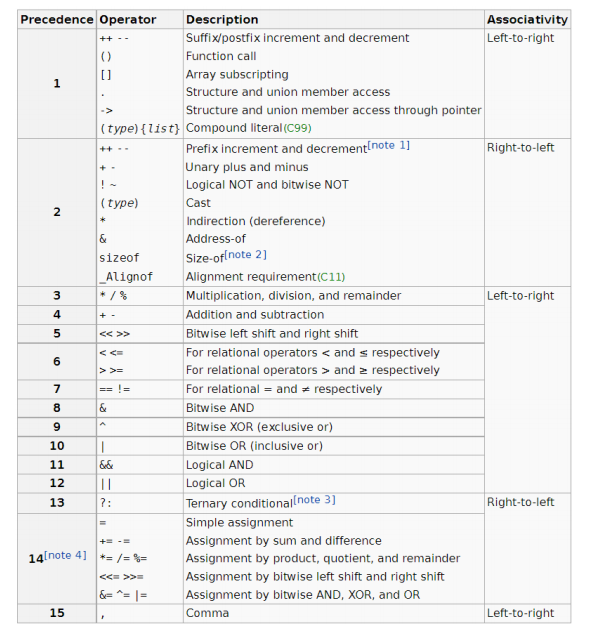 Precedence Operator Description Associativity
1 ++ -- Suffix/postfix increment and decrement Left-to-right
() Function call
[] Array subscripting
. Structure and union member access
-> Structure and union member access through pointer
(type){list} Compound literal(C99)
2 ++ -- Prefix increment and decrement[note 1] Right-to-left
+ - Unary plus and minus
! ~ Logical NOT and bitwise NOT
(type) Cast
* Indirection (dereference)
& Address-of
sizeof Size-of[note 2]
_Alignof Alignment requirement(C11)
3 * / % Multiplication, division, and remainder Left-to-right
4 + - Addition and subtraction
5 << >> Bitwise left shift and right shift
6 < <= For relational operators < and ≤ respectively
> >= For relational operators > and ≥ respectively
7 == != For relational = and ≠ respectively
8 & Bitwise AND
9 ^ Bitwise XOR (exclusive or)
10 | Bitwise OR (inclusive or)
11 && Logical AND
12 || Logical OR
13 ?: Ternary conditional[note 3] Right-to-left
14[note 4] = Simple assignment
+= -= Assignment by sum and difference
*= /= %= Assignment by product, quotient, and remainder
<<= >>= Assignment by bitwise left shift and right shift
&= ^= |= Assignment by bitwise AND, XOR, and OR
15 , Comma Left-to-right